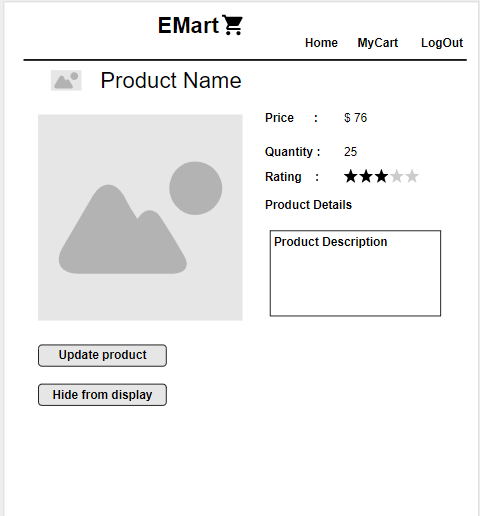 EMart
Home MyCart LogOut
Product Name
Price : $ 76
Quantity : 25
Rating :
Product Details
Product Description
Update product
Hide from display